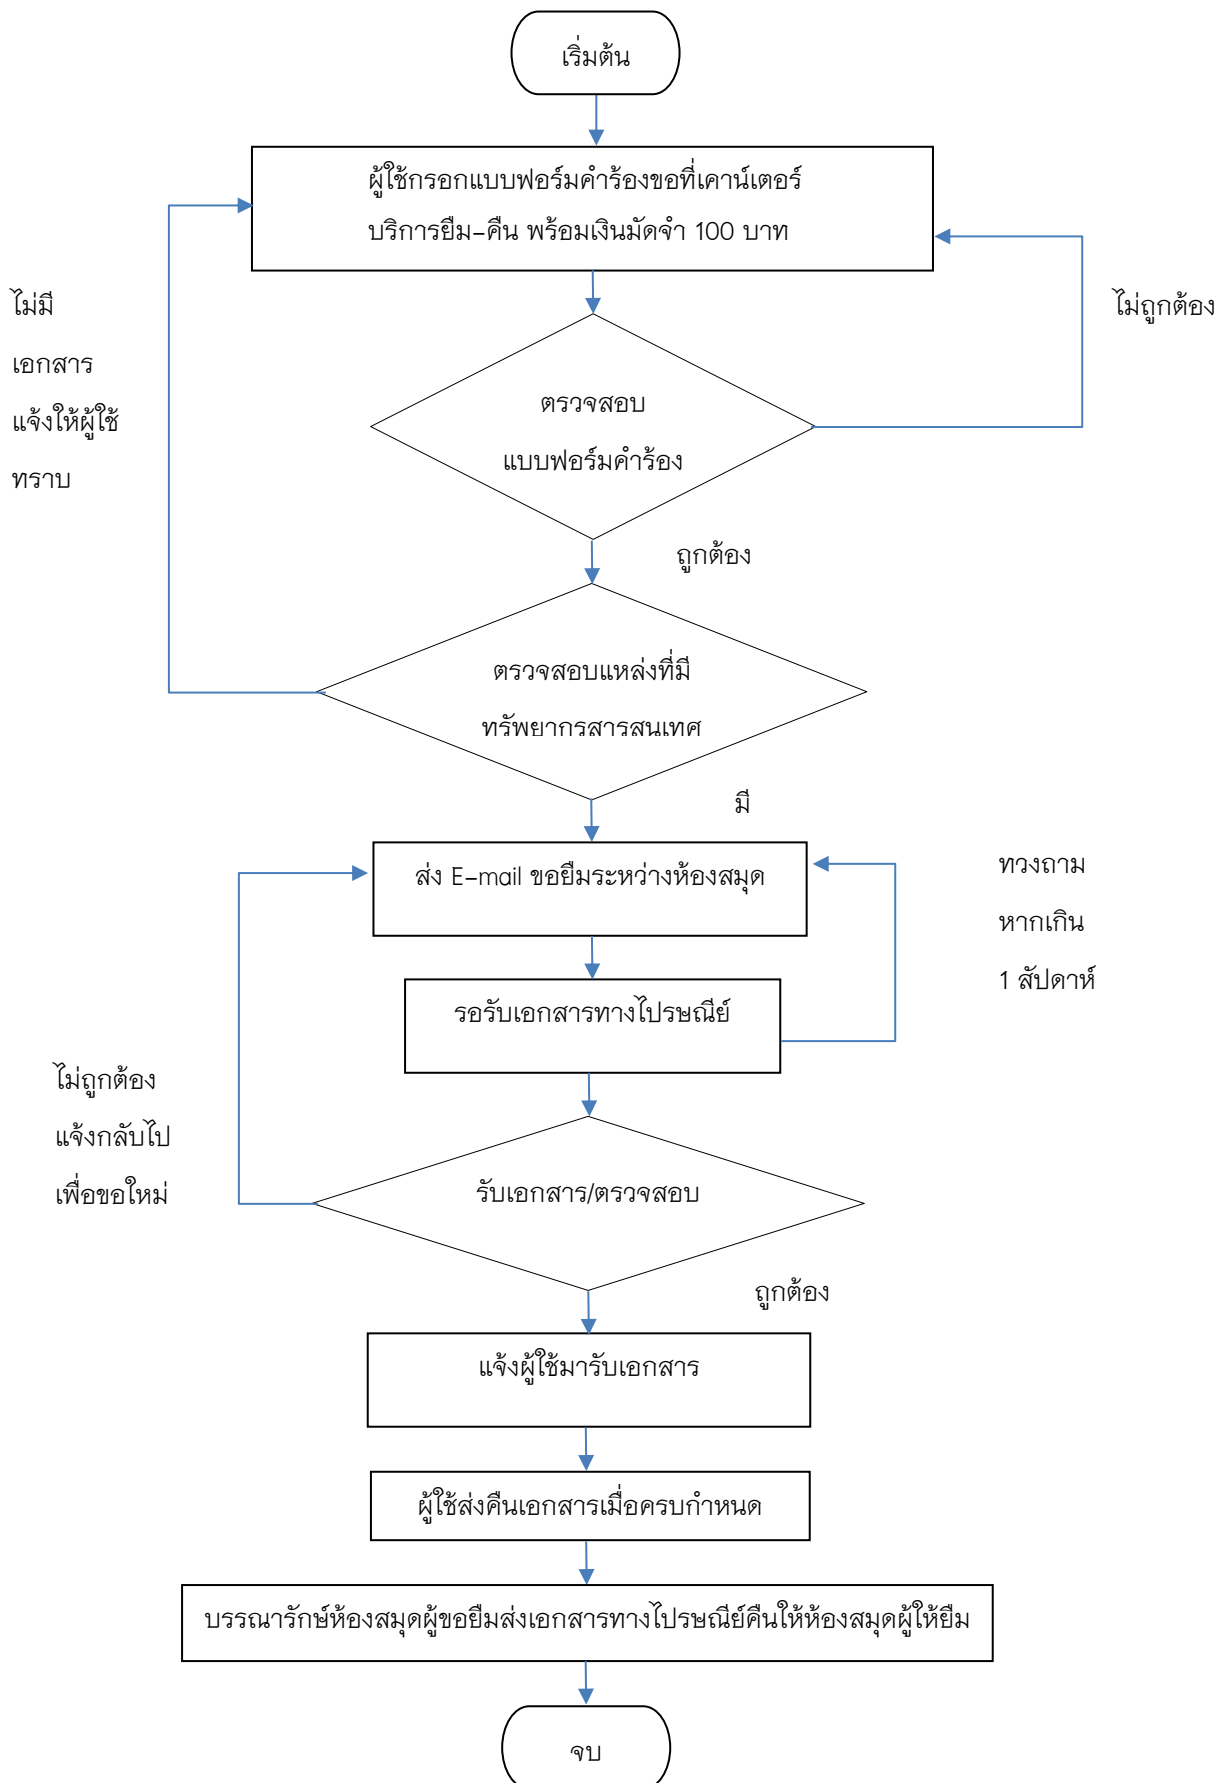 เริ่มต้น
ผู้ใช้กรอกแบบฟอร์มคำร้องขอที่เคาน์เตอร์
บริการยืม-คืน พร้อมเงินมัดจำ 100 บาท
ไม่มี
เอกสาร
แจ้งให้ผู้ใช้
ทราบ
ไม่ถูกต้อง
ตรวจสอบ
แบบฟอร์มคำร้อง
ถูกต้อง
ตรวจสอบแหล่งที่มี
ทรัพยากรสารสนเทศ
มี
ส่ง E-mail ขอยืมระหว่างห้องสมุด
ทวงถาม
หากเกิน
1 สัปดาห์
รอรับเอกสารทางไปรษณีย์
ไม่ถูกต้อง
แจ้งกลับไป
เพื่อขอใหม่
รับเอกสาร/ตรวจสอบ
ถูกต้อง
แจ้งผู้ใช้มารับเอกสาร
ผู้ใช้ส่งคืนเอกสารเมื่อครบกำหนด
บรรณารักษ์ห้องสมุดผู้ขอยืมส่งเอกสารทางไปรษณีย์คืนให้ห้องสมุดผู้ให้ยืม
จบ